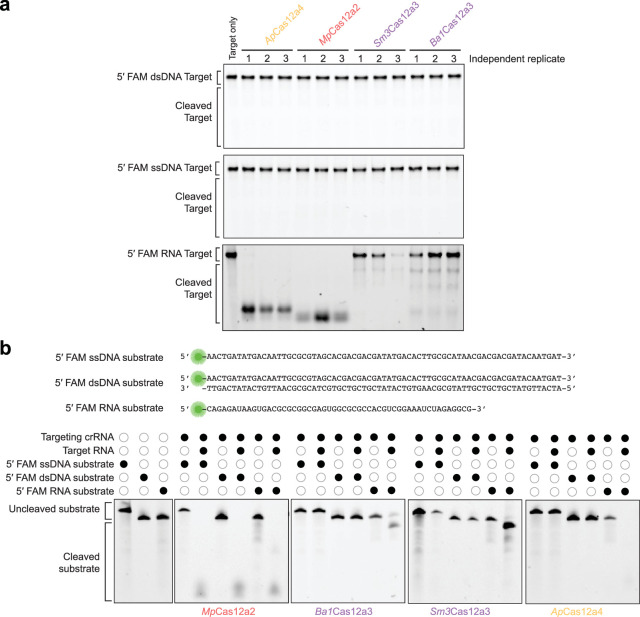 a
Target only
ApCas12a4 MpCas12a2 Sm3Cas12a3 Ba1Cas12a3
1 2 3 1 2 3 1 2 3 1 2 3 Independent replicate
5′ FAM dsDNA Target
Cleaved
Target
5′ FAM ssDNA Target
Cleaved
Target
5′ FAM RNA Target
Cleaved
Target
b
5′ FAM ssDNA substrate 5′ -AACTGATATGACAATTGCGCGTAGCACGACGACGATATGACACTTGCGCATAACGACGACGATACAATGAT-3′
5′ FAM dsDNA substrate 5′ -AACTGATATGACAATTGCGCGTAGCACGACGACGATATGACACTTGCGCATAACGACGACGATACAATGAT-3′
3′ -TTGACTATACTGTTAACGCGCATCGTGCTGCTGCTATACTGTGAACGCGTATTGCTGCTGCTATGTTACTA-5′
5′ FAM RNA substrate 5′ -CAGAGAUAAGUGACGCGCGGCGAGUGGCGCGCCACGUCGGAAAUCUAGAGGCG-3′
Targeting crRNA
Target RNA
5′ FAM ssDNA substrate
5′ FAM dsDNA substrate
5′ FAM RNA substrate
Uncleaved substrate
Cleaved
substrate
MpCas12a2 Ba1Cas12a3 Sm3Cas12a3 ApCas12a4